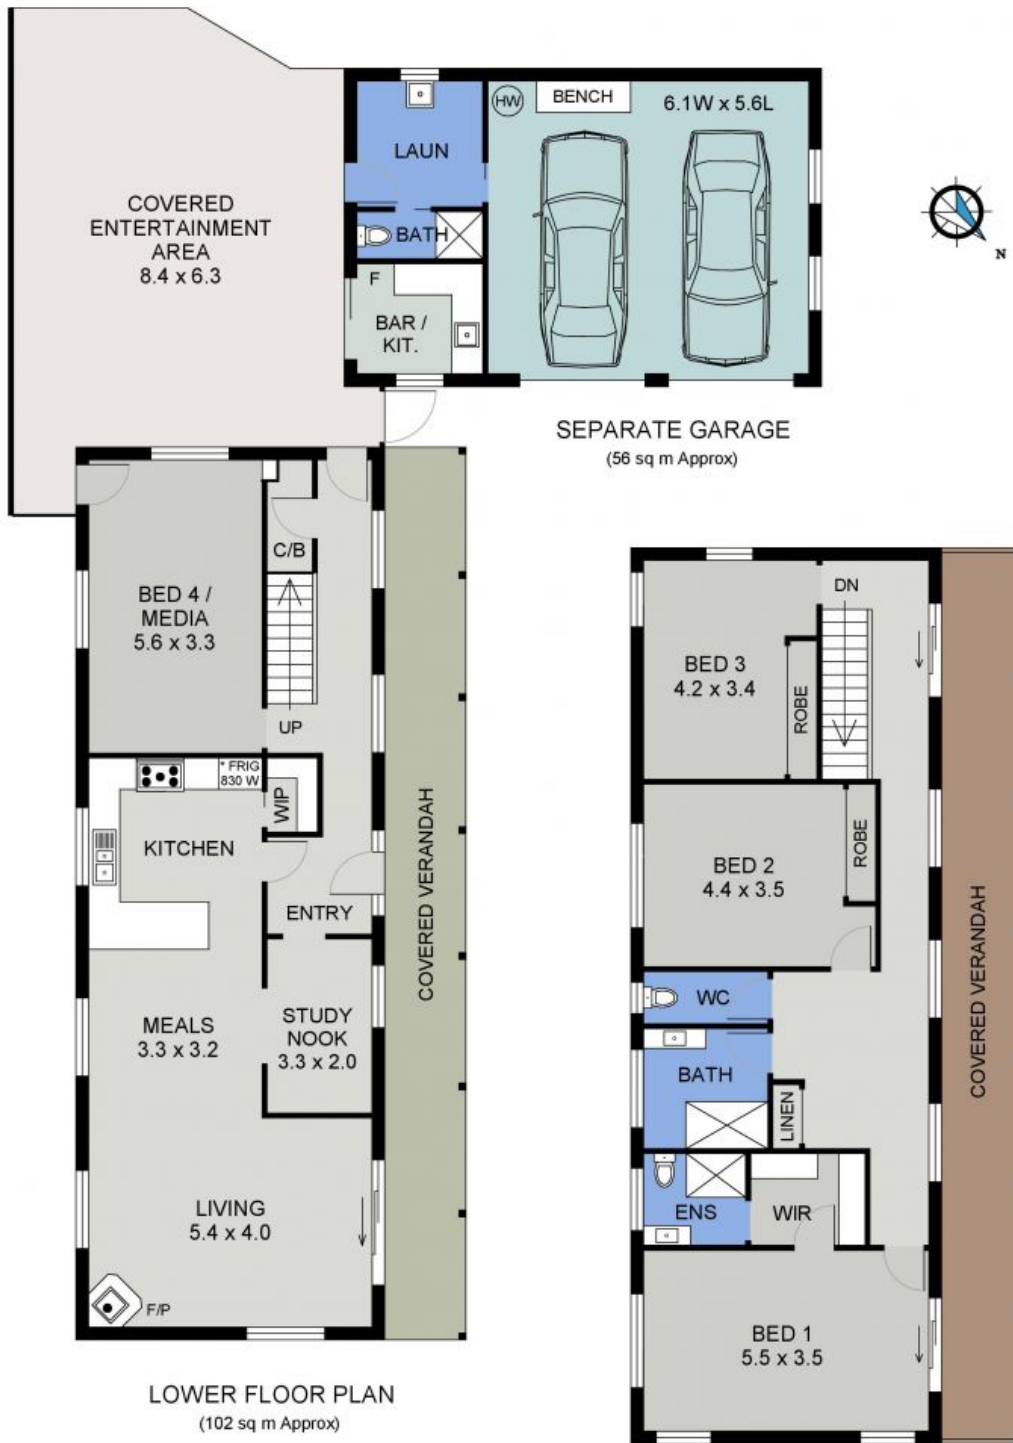 COVERED
ENTERTAINMENT
AREA
8.4 x 6.3
LAUN
BATH
F
BAR /
KIT.
HW
BENCH
6.1W x 5.6L
N
SEPARATE GARAGE
(56 sq m Approx)
C/B
BED 4 /
MEDIA
5.6 x 3.3
UP
* FRIG
830 W
WIP
KITCHEN
ENTRY
COVERED VERANDAH
MEALS
3.3 x 3.2
STUDY
NOOK
3.3 x 2.0
LIVING
5.4 x 4.0
F/P
LOWER FLOOR PLAN
(102 sq m Approx)
DN
BED 3
4.2 x 3.4
ROBE
BED 2
4.4 x 3.5
ROBE
COVERED VERANDAH
WC
BATH
LINEN
ENS
WIR
BED 1
5.5 x 3.5